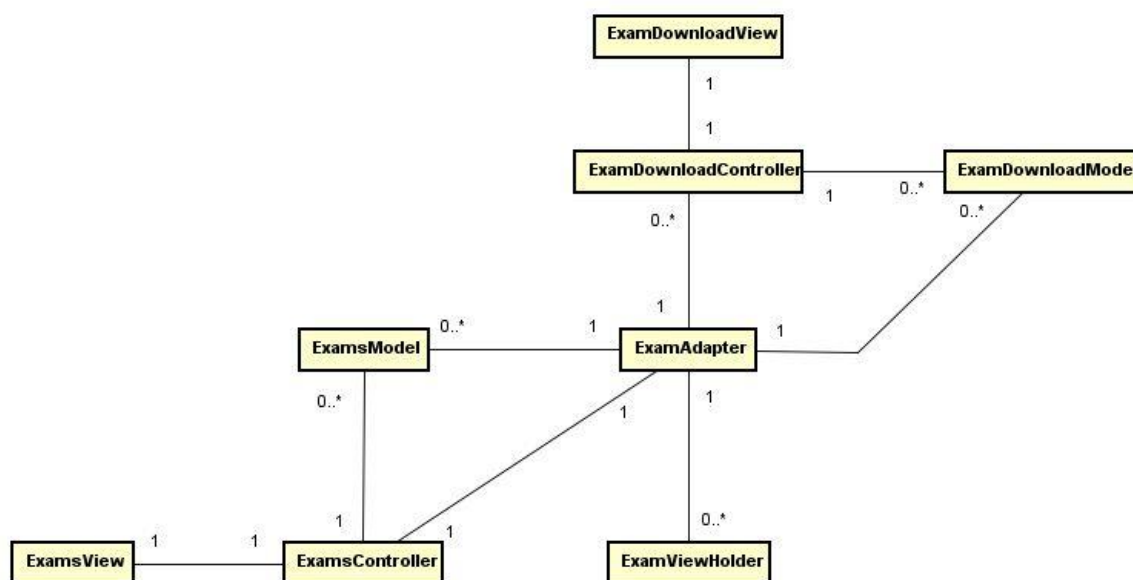 ExamDownloadView
1
1
ExamDownloadController
ExamDownloadModel
1
0..*
0..*
0..*
1
0..*
1
1
ExamsModel
ExamAdapter
0..*
1
1
1
1
0..*
1
1
ExamsView
ExamsController
ExamViewHolder